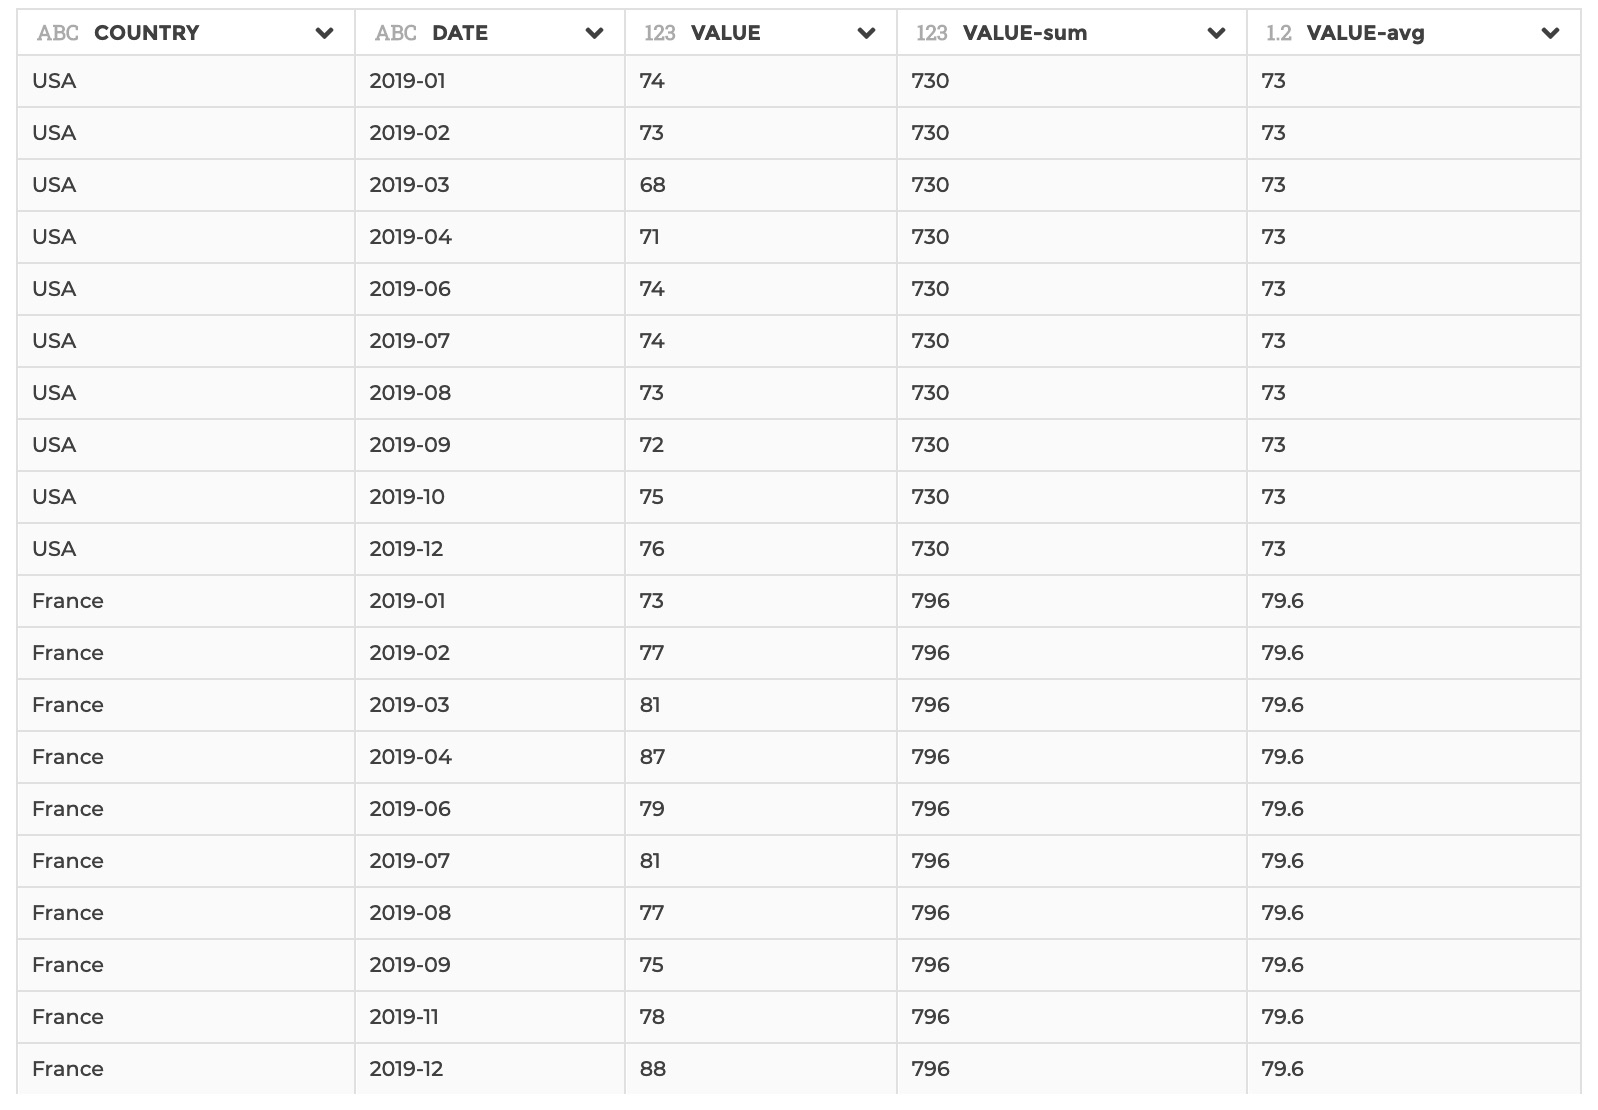 ABC COUNTRY ABC DATE 123 VALUE 123 VALUE-sum 1.2 VALUE-avg
USA 2019-01 74 730 73
USA 2019-02 73 730 73
USA 2019-03 68 730 73
USA 2019-04 71 730 73
USA 2019-06 74 730 73
USA 2019-07 74 730 73
USA 2019-08 73 730 73
USA 2019-09 72 730 73
USA 2019-10 75 730 73
USA 2019-12 76 730 73
France 2019-01 73 796 79.6
France 2019-02 77 796 79.6
France 2019-03 81 796 79.6
France 2019-04 87 796 79.6
France 2019-06 79 796 79.6
France 2019-07 81 796 79.6
France 2019-08 77 796 79.6
France 2019-09 75 796 79.6
France 2019-11 78 796 79.6
France 2019-12 88 796 79.6